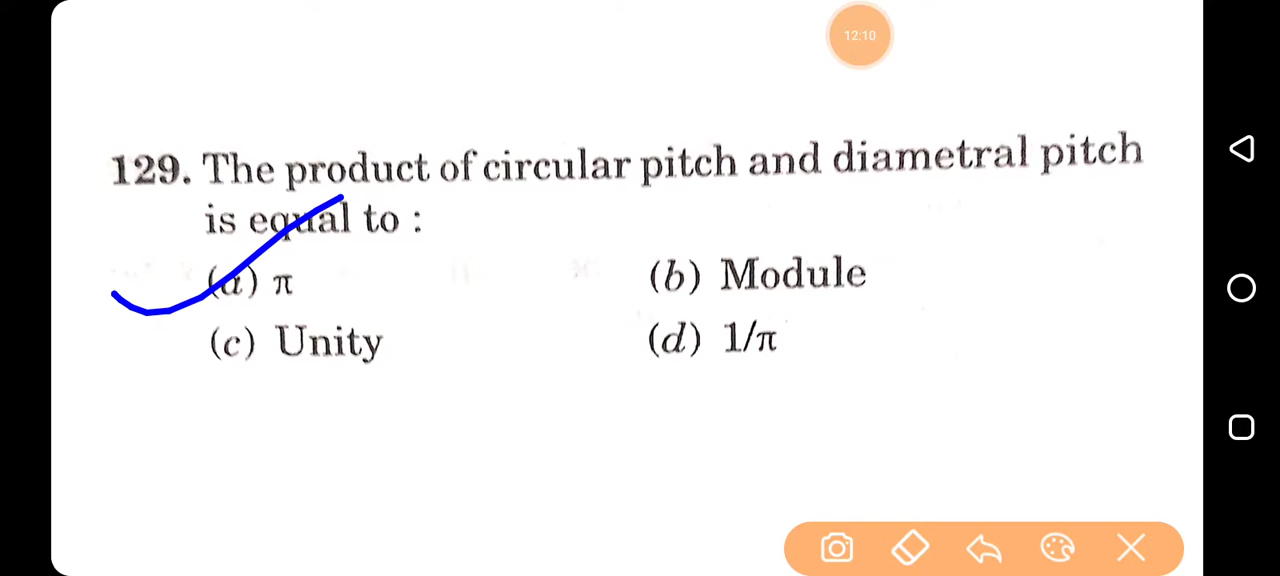 12:10
129. The product of circular pitch and diametral pitch
is equal to :
(a) π (b) Module
(c) Unity (d) 1/π